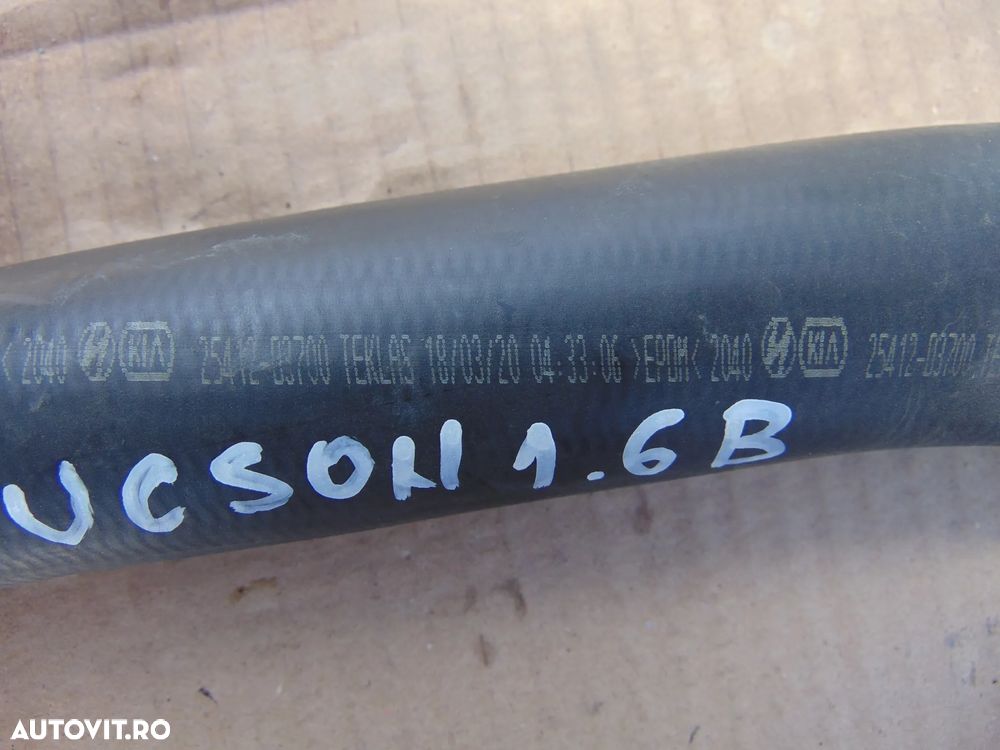 <2040 KIA 25412-D3700 TEKLAS 18/03/20 04:33:06 >EPDM<2040 KIA 25412-D3700 TE
UCSON 1.6B
AUTOVIT.RO